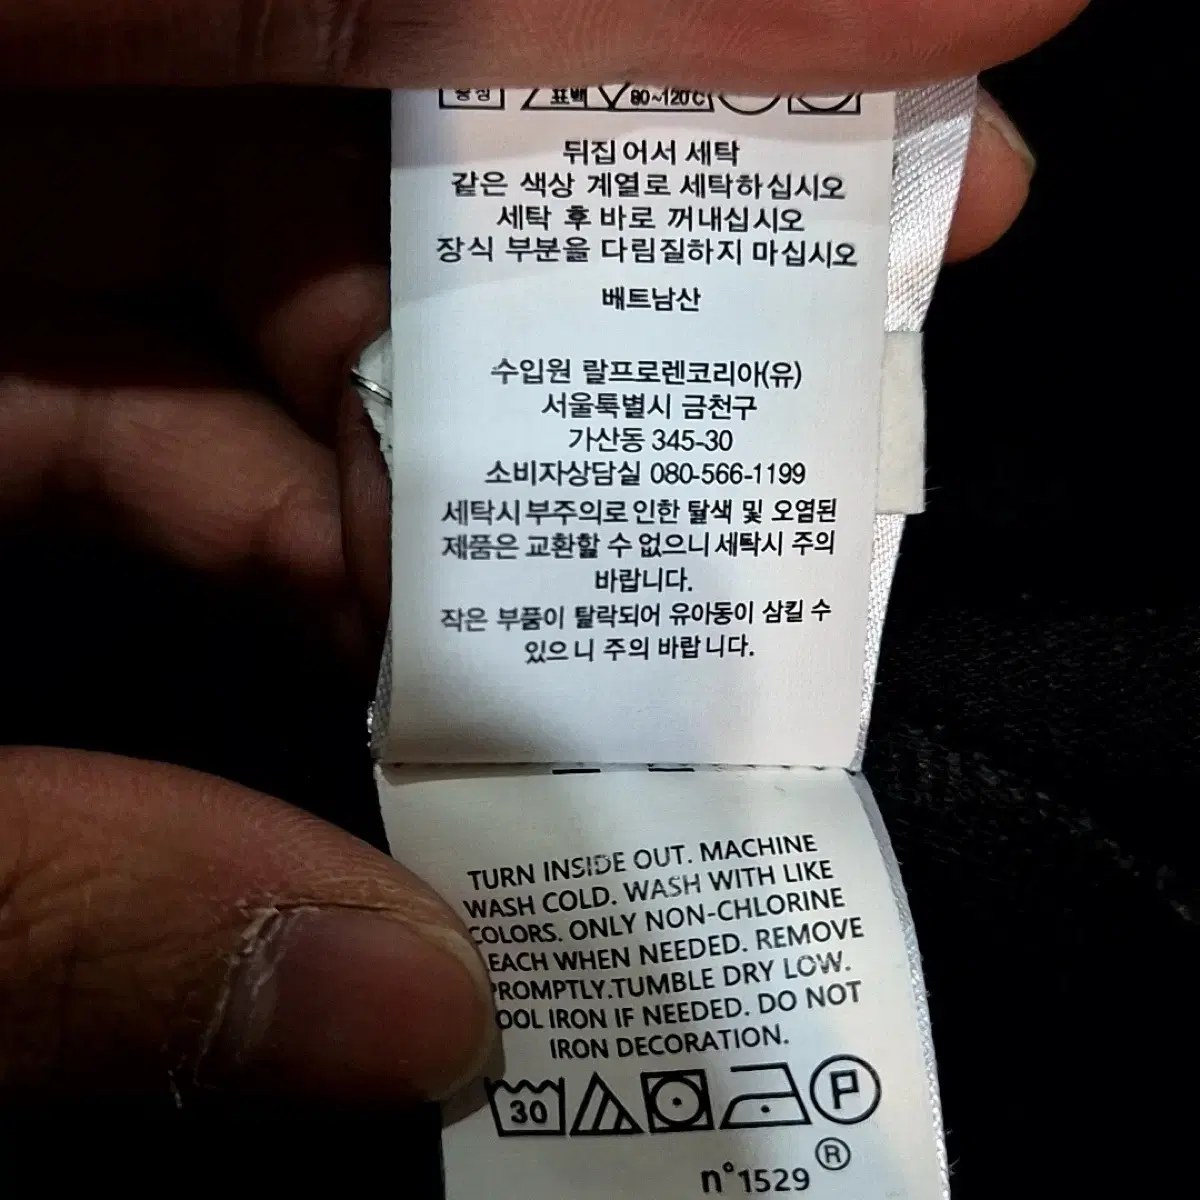 중성 표백 80~120℃
뒤집어서 세탁
같은 색상 계열로 세탁하십시오
세탁 후 바로 꺼내십시오
장식 부분을 다림질하지 마십시오
베트남산
수입원 랄프로렌코리아(유)
서울특별시 금천구
가산동 345-30
소비자상담실 080-566-1199
세탁시 부주의로 인한 탈색 및 오염된
제품은 교환할 수 없으니 세탁시 주의
바랍니다.
작은 부품이 탈락되어 유아동이 삼킬 수
있으니 주의 바랍니다.
TURN INSIDE OUT. MACHINE
WASH COLD. WASH WITH LIKE
COLORS. ONLY NON-CHLORINE
EACH WHEN NEEDED. REMOVE
PROMPTLY.TUMBLE DRY LOW.
OOL IRON IF NEEDED. DO NOT
IRON DECORATION.
30 P
n°1529 ®